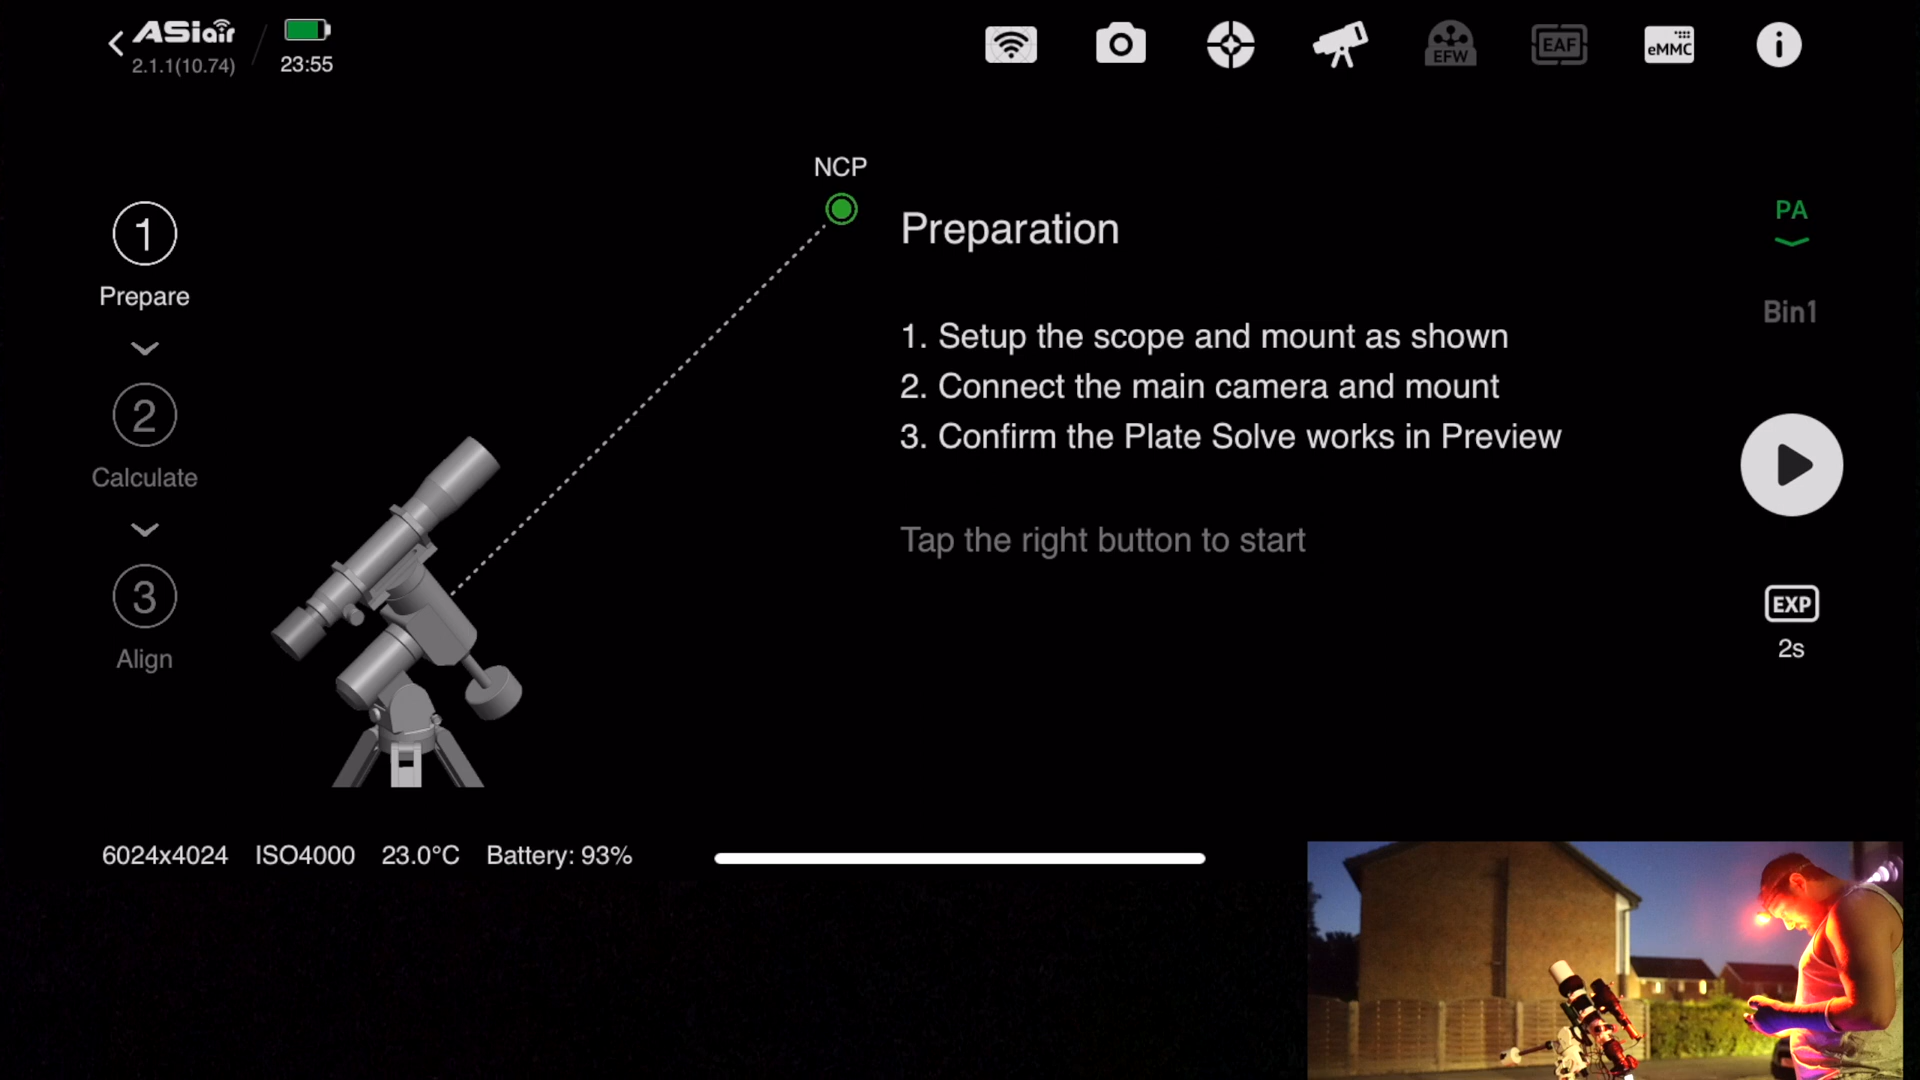 ASiair
2.1.1(10.74)
23:55
EFW
EAF
eMMC
i
NCP
1
Prepare
2
Calculate
3
Align
Preparation
1. Setup the scope and mount as shown
2. Connect the main camera and mount
3. Confirm the Plate Solve works in Preview
Tap the right button to start
PA
Bin1
EXP
2s
6024x4024 ISO4000 23.0°C Battery: 93%